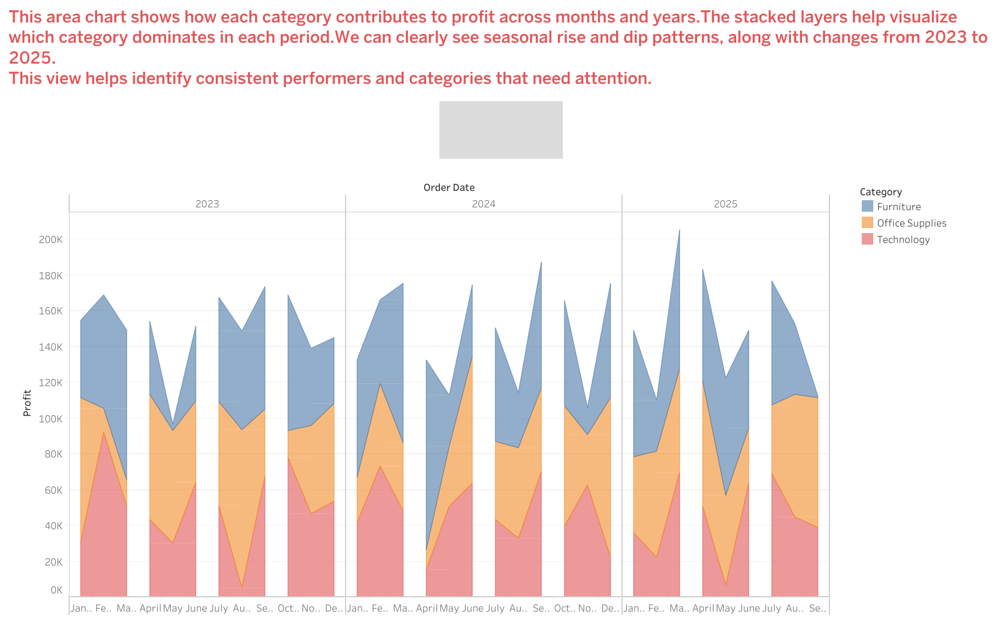 This area chart shows how each category contributes to profit across months and years.The stacked layers help visualize
which category dominates in each period.We can clearly see seasonal rise and dip patterns, along with changes from 2023 to
2025.
This view helps identify consistent performers and categories that need attention.
Order Date
Category
2023 2024 2025
Furniture
Office Supplies
Technology
200K
180K
160K
140K
120K
100K
80K
60K
40K
20K
0K
Profit
Jan.. Fe.. Ma.. April May June July Au.. Se.. Oct.. No.. De.. Jan.. Fe.. Ma.. April May June July Au.. Se.. Oct.. No.. De.. Jan.. Fe.. Ma.. April May June July Au.. Se..